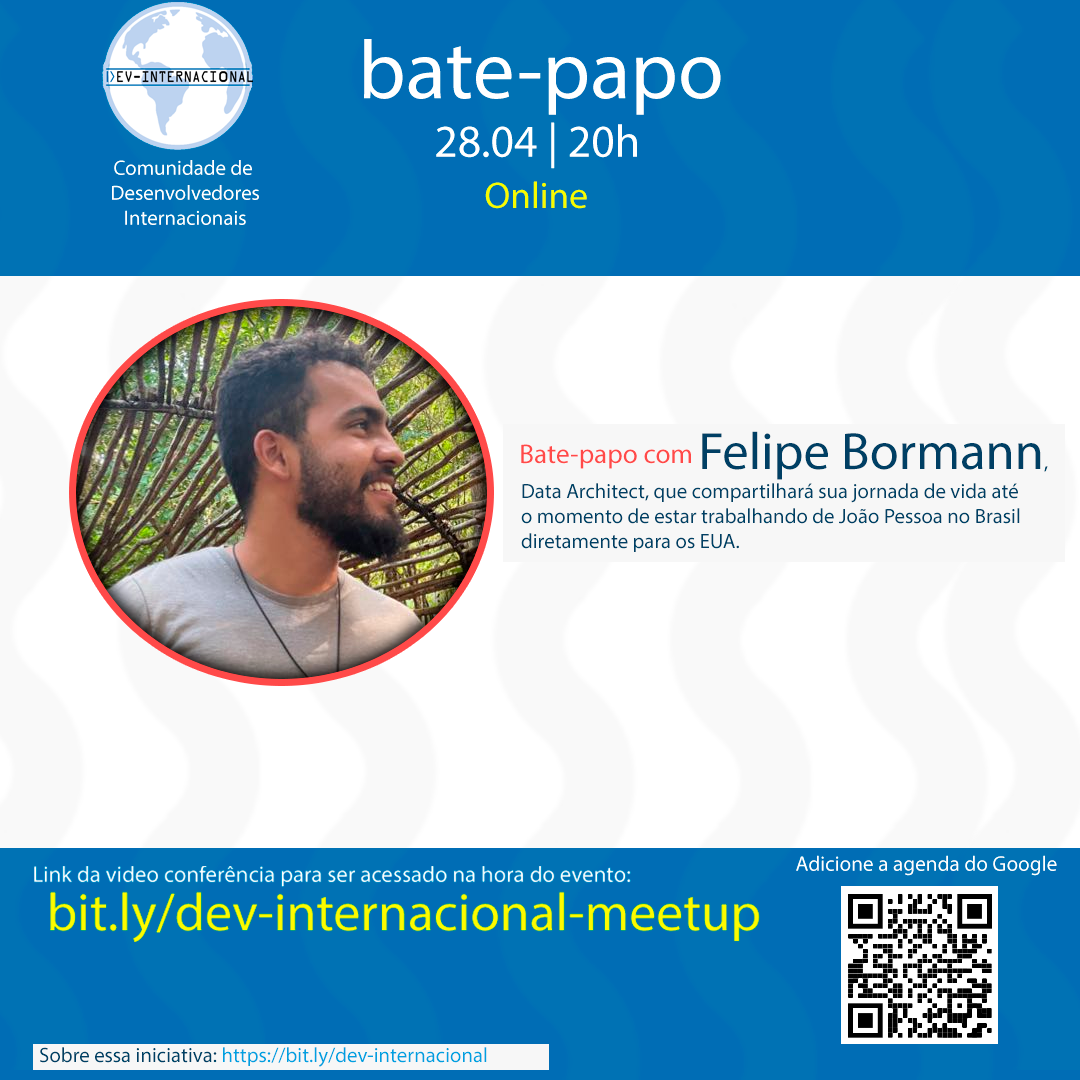 DEV-INTERNACIONAL
Comunidade de
Desenvolvedores
Internacionais
bate-papo
28.04 | 20h
Online
Bate-papo com Felipe Bormann,
Data Architect, que compartilhará sua jornada de vida até
o momento de estar trabalhando de João Pessoa no Brasil
diretamente para os EUA.
Link da video conferência para ser acessado na hora do evento:
bit.ly/dev-internacional-meetup
Adicione a agenda do Google
Sobre essa iniciativa: https://bit.ly/dev-internacional